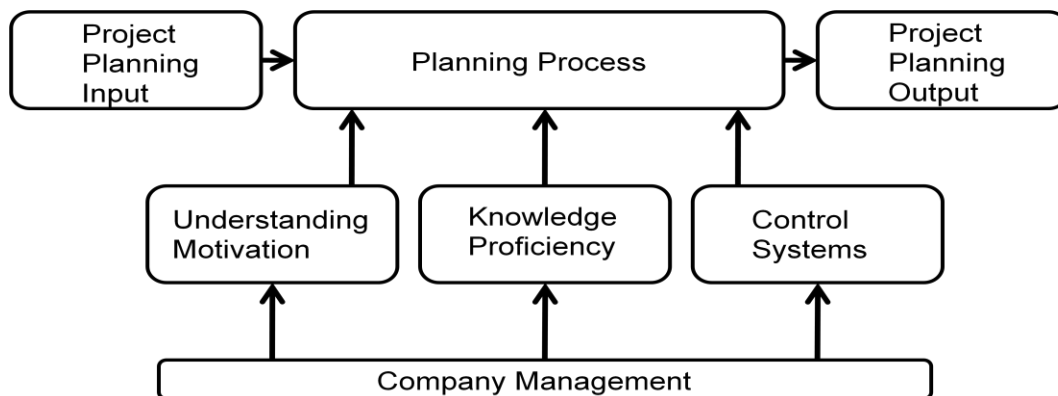 Project
Planning
Input
Planning Process
Project
Planning
Output
Understanding
Motivation
Knowledge
Proficiency
Control
Systems
Company Management